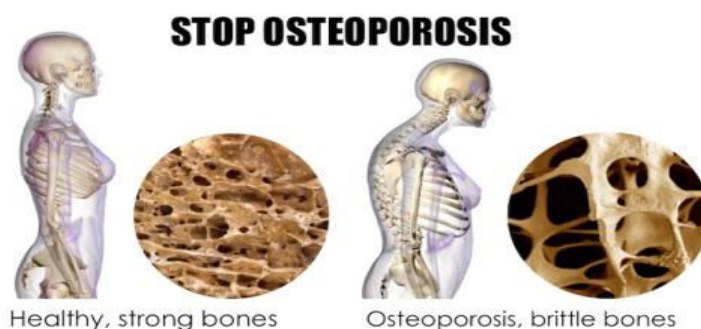 STOP OSTEOPOROSIS
Healthy, strong bones
Osteoporosis, brittle bones